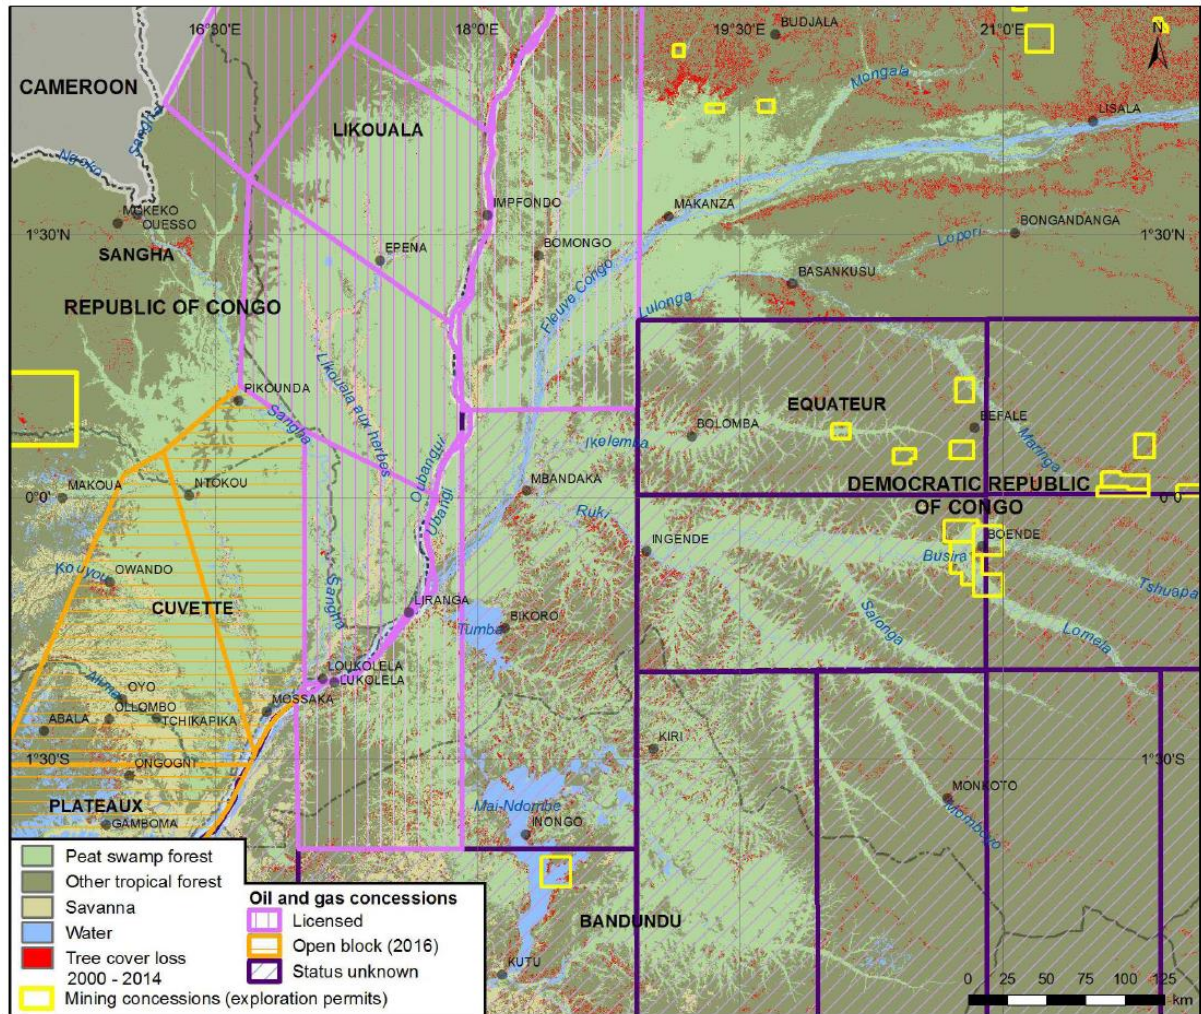 16°30'E
18°0'E
19°30'E
21°0'E
N
BUDJALA
CAMEROON
Mongala
LIKOUALA
LISALA
Sangha
Ngoko
IMPFONDO
MAKANZA
MOKEKO
OUESSO
BONGANDANGA
1°30'N
1°30'N
SANGHA
EPENA
BOMONGO
Lopori
BASANKUSU
Fleuve Congo
Lulonga
REPUBLIC OF CONGO
Likouala aux herbes
PIKOUNDA
Sangha
EQUATEUR
BEFALE
BOLOMBA
Ikelemba
Maringa
Oubangui
Ubangi
MAKOUA
0°0'
NTOKOU
MBANDAKA
DEMOCRATIC REPUBLIC
OF CONGO
0°0'
Ruki
INGENDE
BOENDE
Busira
Kouyou
OWANDO
Tshuapa
CUVETTE
Sangha
LIRANGA
Salonga
Tumba
BIKORO
Lomela
LOUKOLELA
LUKOLELA
Alima
OYO
MOSSAKA
OLLOMBO
ABALA
TCHIKAPIKA
KIRI
1°30'S
1°30'S
ONGOGNI
MONKOTO
PLATEAUX
Mai-Ndombe
Momboyo
GAMBOMA
INONGO
BANDUNDU
KUTU
Peat swamp forest
Other tropical forest
Savanna
Water
Tree cover loss
2000 - 2014
Mining concessions (exploration permits)
Oil and gas concessions
Licensed
Open block (2016)
Status unknown
0 25 50 75 100 125
km